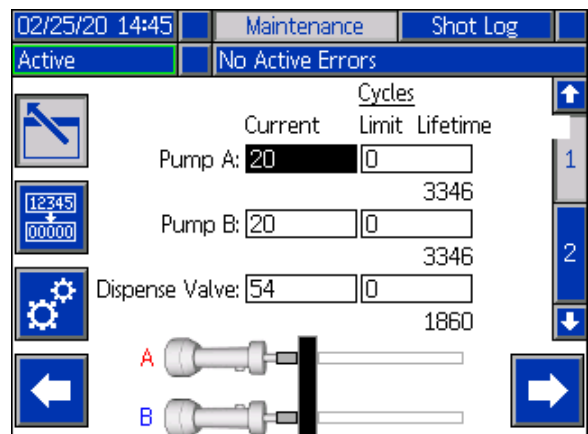 02/25/20 14:45 Maintenance Shot Log
Active No Active Errors
Cycles
Current Limit Lifetime
Pump A: 20 0
3346
1
12345
00000
Pump B: 20 0
3346
2
Dispense Valve: 54 0
1860
A
B